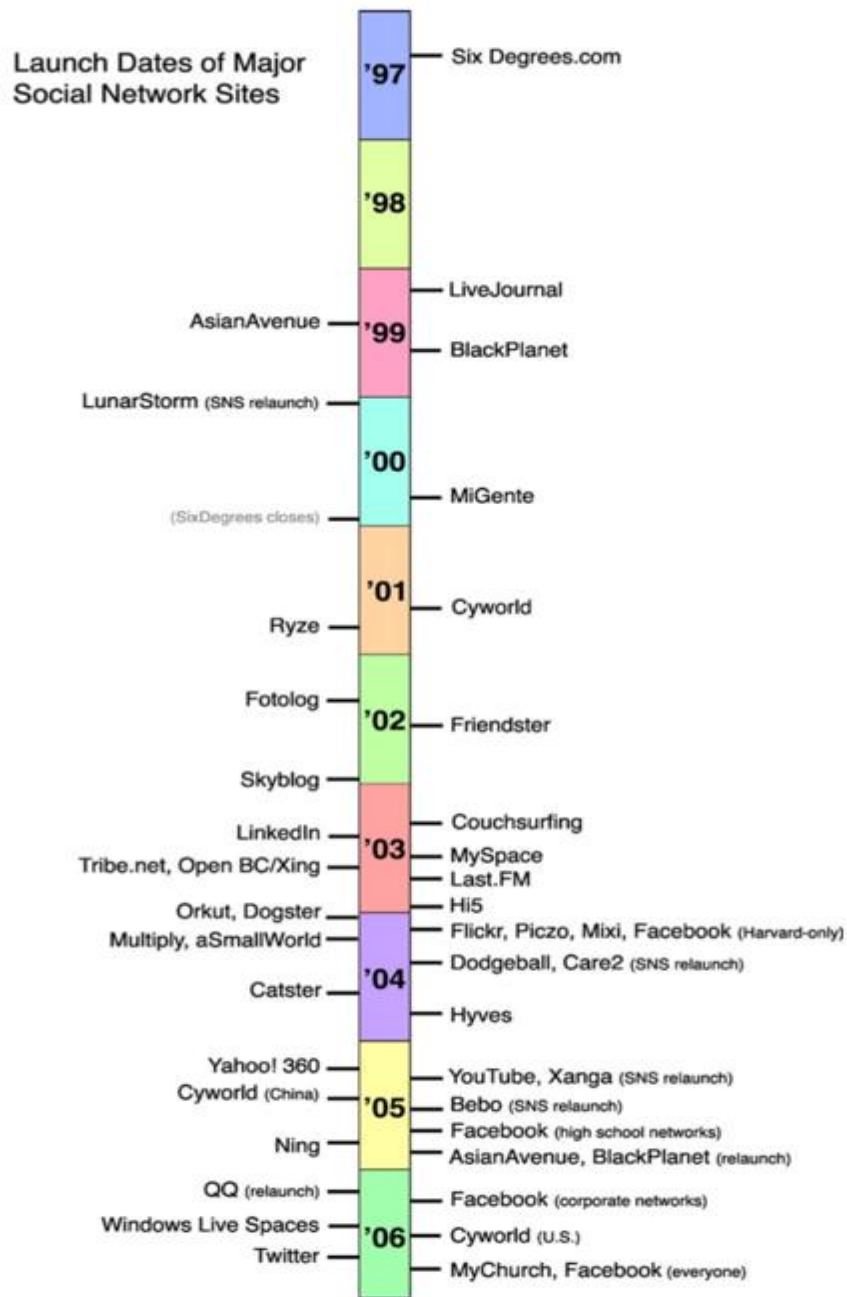 Launch Dates of Major
Social Network Sites
'97
Six Degrees.com
'98
LiveJournal
AsianAvenue
'99
BlackPlanet
LunarStorm (SNS relaunch)
'00
MiGente
(SixDegrees closes)
'01
Cyworld
Ryze
Fotolog
'02
Friendster
Skyblog
Couchsurfing
LinkedIn
'03
MySpace
Tribe.net, Open BC/Xing
Last.FM
Hi5
Orkut, Dogster
Flickr, Piczo, Mixi, Facebook (Harvard-only)
Multiply, aSmallWorld
Dodgeball, Care2 (SNS relaunch)
'04
Catster
Hyves
Yahoo! 360
YouTube, Xanga (SNS relaunch)
Cyworld (China)
'05
Bebo (SNS relaunch)
Facebook (high school networks)
Ning
AsianAvenue, BlackPlanet (relaunch)
QQ (relaunch)
Facebook (corporate networks)
Windows Live Spaces
'06
Cyworld (U.S.)
Twitter
MyChurch, Facebook (everyone)